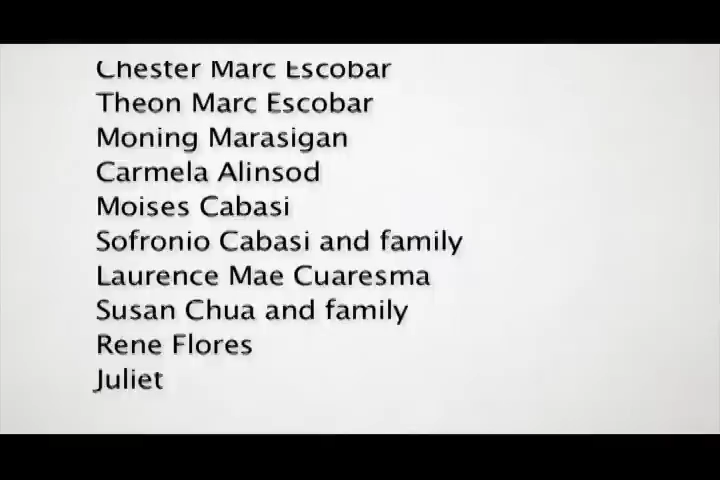 Chester Marc Escobar
Theon Marc Escobar
Moning Marasigan
Carmela Alinsod
Moises Cabasi
Sofronio Cabasi and family
Laurence Mae Cuaresma
Susan Chua and family
Rene Flores
Juliet